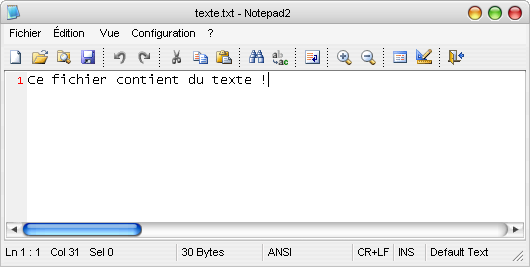 texte.txt - Notepad2
Fichier Édition Vue Configuration ?
1 Ce fichier contient du texte !
Ln 1 : 1 Col 31 Sel 0 30 Bytes ANSI CR+LF INS Default Text